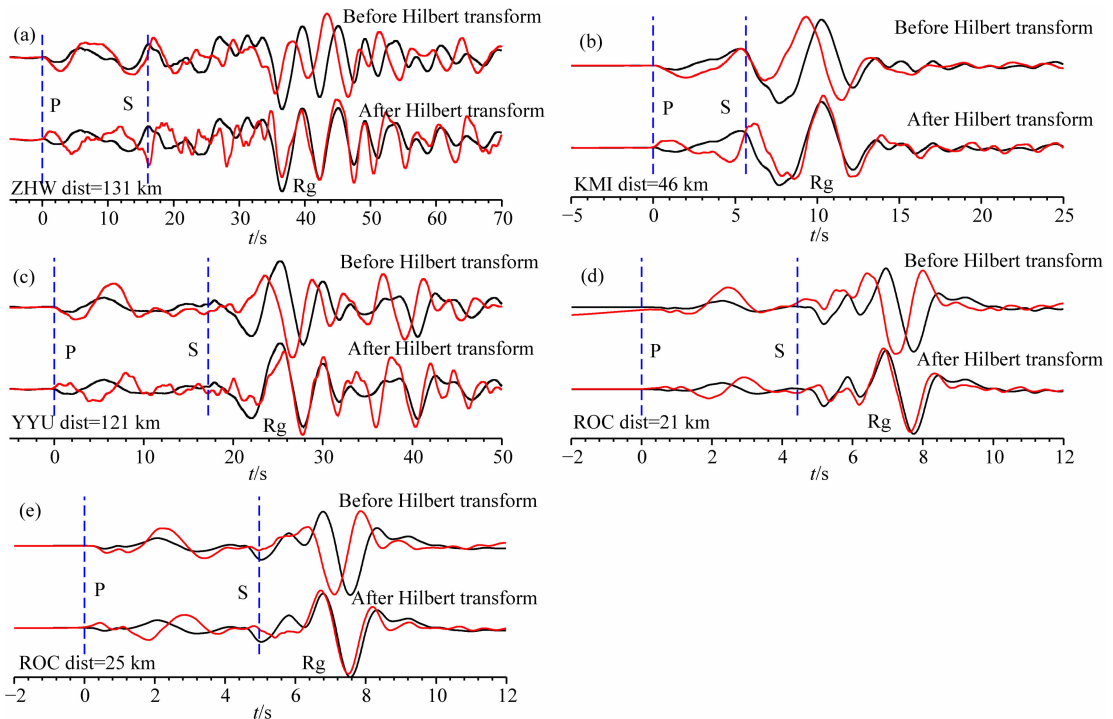 (a)
Before Hilbert transform
P
S
After Hilbert transform
ZHW dist=131 km
Rg
0 10 20 30 40 50 60 70
t/s
(b)
Before Hilbert transform
P
S
After Hilbert transform
KMI dist=46 km
Rg
−5 0 5 10 15 20 25
t/s
(c)
Before Hilbert transform
P
S
After Hilbert transform
YYU dist=121 km
Rg
0 10 20 30 40 50
t/s
(d)
Before Hilbert transform
P
S
After Hilbert transform
ROC dist=21 km
Rg
−2 0 2 4 6 8 10 12
t/s
(e)
Before Hilbert transform
P
S
After Hilbert transform
ROC dist=25 km
Rg
−2 0 2 4 6 8 10 12
t/s